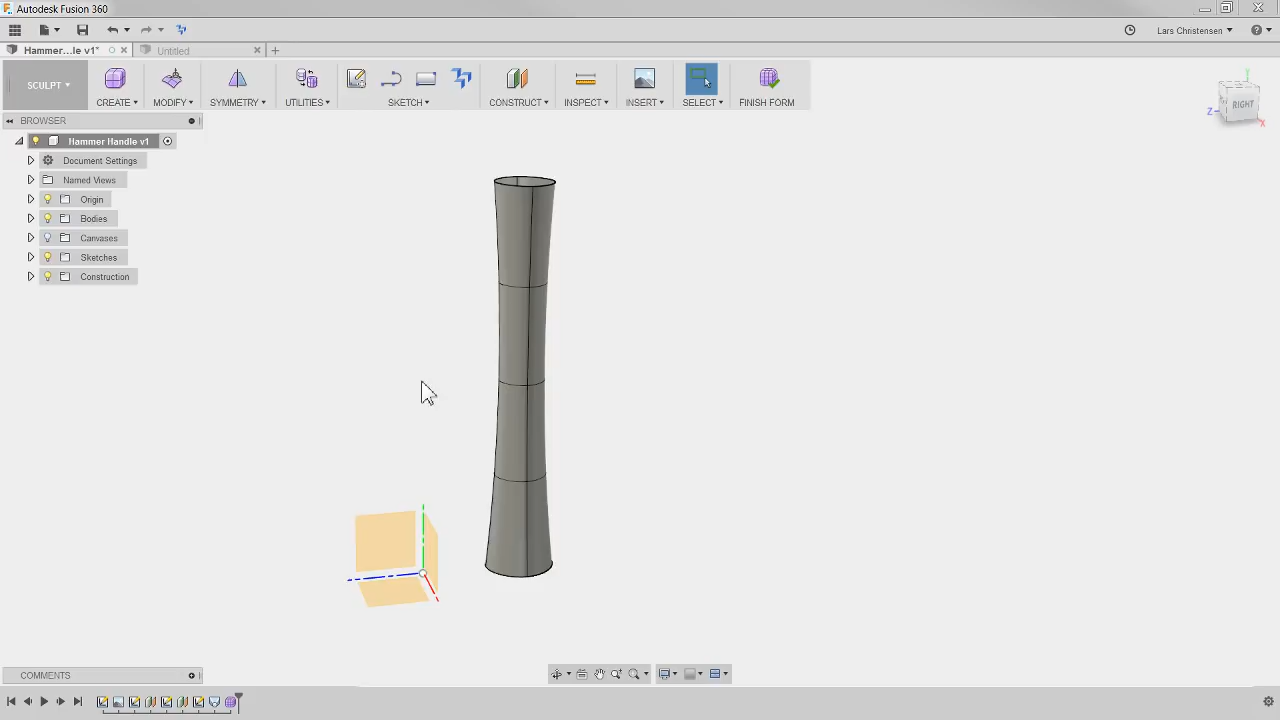 Autodesk Fusion 360
Lars Christensen
Hammer...le v1*
Untitled
SCULPT
CREATE
MODIFY
SYMMETRY
UTILITIES
SKETCH
CONSTRUCT
INSPECT
INSERT
SELECT
FINISH FORM
BROWSER
Hammer Handle v1
Document Settings
Named Views
Origin
Bodies
Canvases
Sketches
Construction
Y
RIGHT
Z
X
COMMENTS